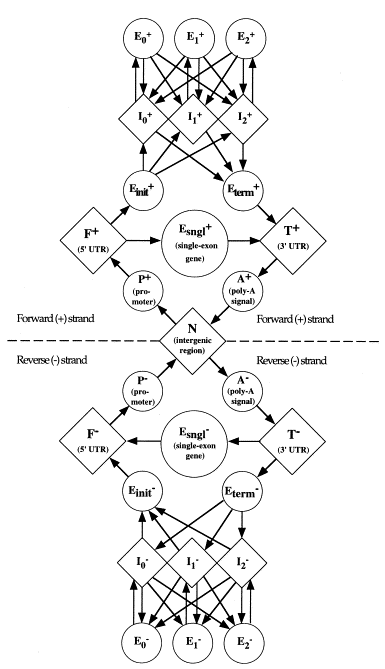 E₀⁺ E₁⁺ E₂⁺
I₀⁺ I₁⁺ I₂⁺
Einit⁺ Eterm⁺
F⁺ Esngl⁺ T⁺
(5' UTR) (single-exon (3' UTR)
gene)
P⁺ A⁺
(pro- (poly-A
moter) signal)
Forward (+) strand N Forward (+) strand
(intergenic
region)
Reverse (-) strand Reverse (-) strand
P⁻ A⁻
(pro- (poly-A
moter) signal)
F⁻ Esngl⁻ T⁻
(5' UTR) (single-exon (3' UTR)
gene)
Einit⁻ Eterm⁻
I₀⁻ I₁⁻ I₂⁻
E₀⁻ E₁⁻ E₂⁻